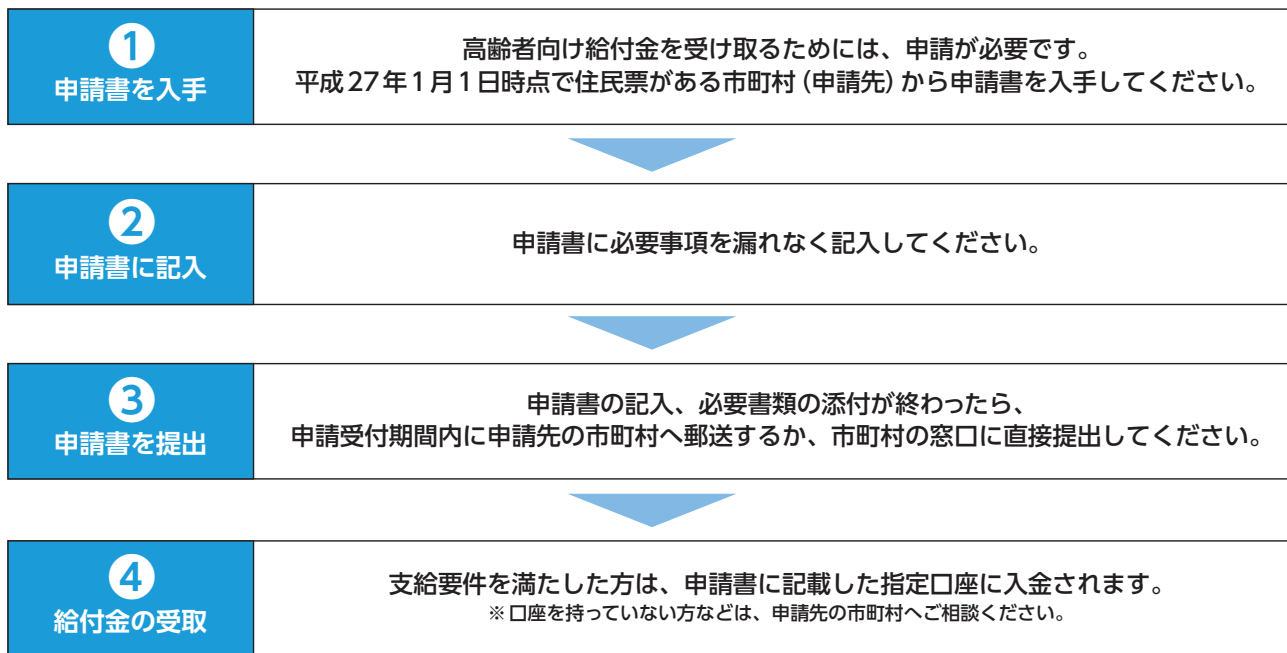 1
申請書を入手
高齢者向け給付金を受け取るためには、申請が必要です。
平成27年1月1日時点で住民票がある市町村（申請先）から申請書を入手してください。
2
申請書に記入
申請書に必要事項を漏れなく記入してください。
3
申請書を提出
申請書の記入、必要書類の添付が終わったら、
申請受付期間内に申請先の市町村へ郵送するか、市町村の窓口に直接提出してください。
4
給付金の受取
支給要件を満たした方は、申請書に記載した指定口座に入金されます。
※口座を持っていない方などは、申請先の市町村へご相談ください。